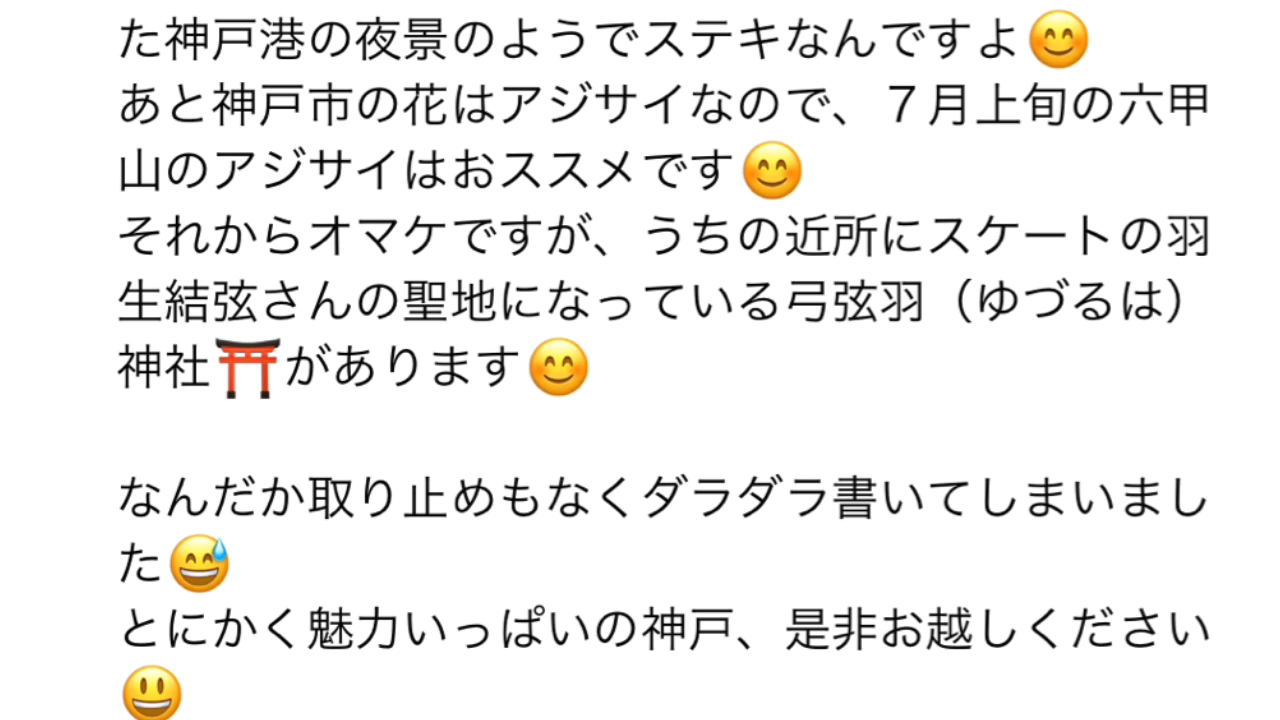 た神戸港の夜景のようでステキなんですよ😊
あと神戸市の花はアジサイなので、７月上旬の六甲
山のアジサイはおススメです😊
それからオマケですが、うちの近所にスケートの羽
生結弦さんの聖地になっている弓弦羽（ゆづるは）
神社⛩️があります😊
なんだか取り止めもなくダラダラ書いてしまいまし
た😅
とにかく魅力いっぱいの神戸、是非お越しください
😃